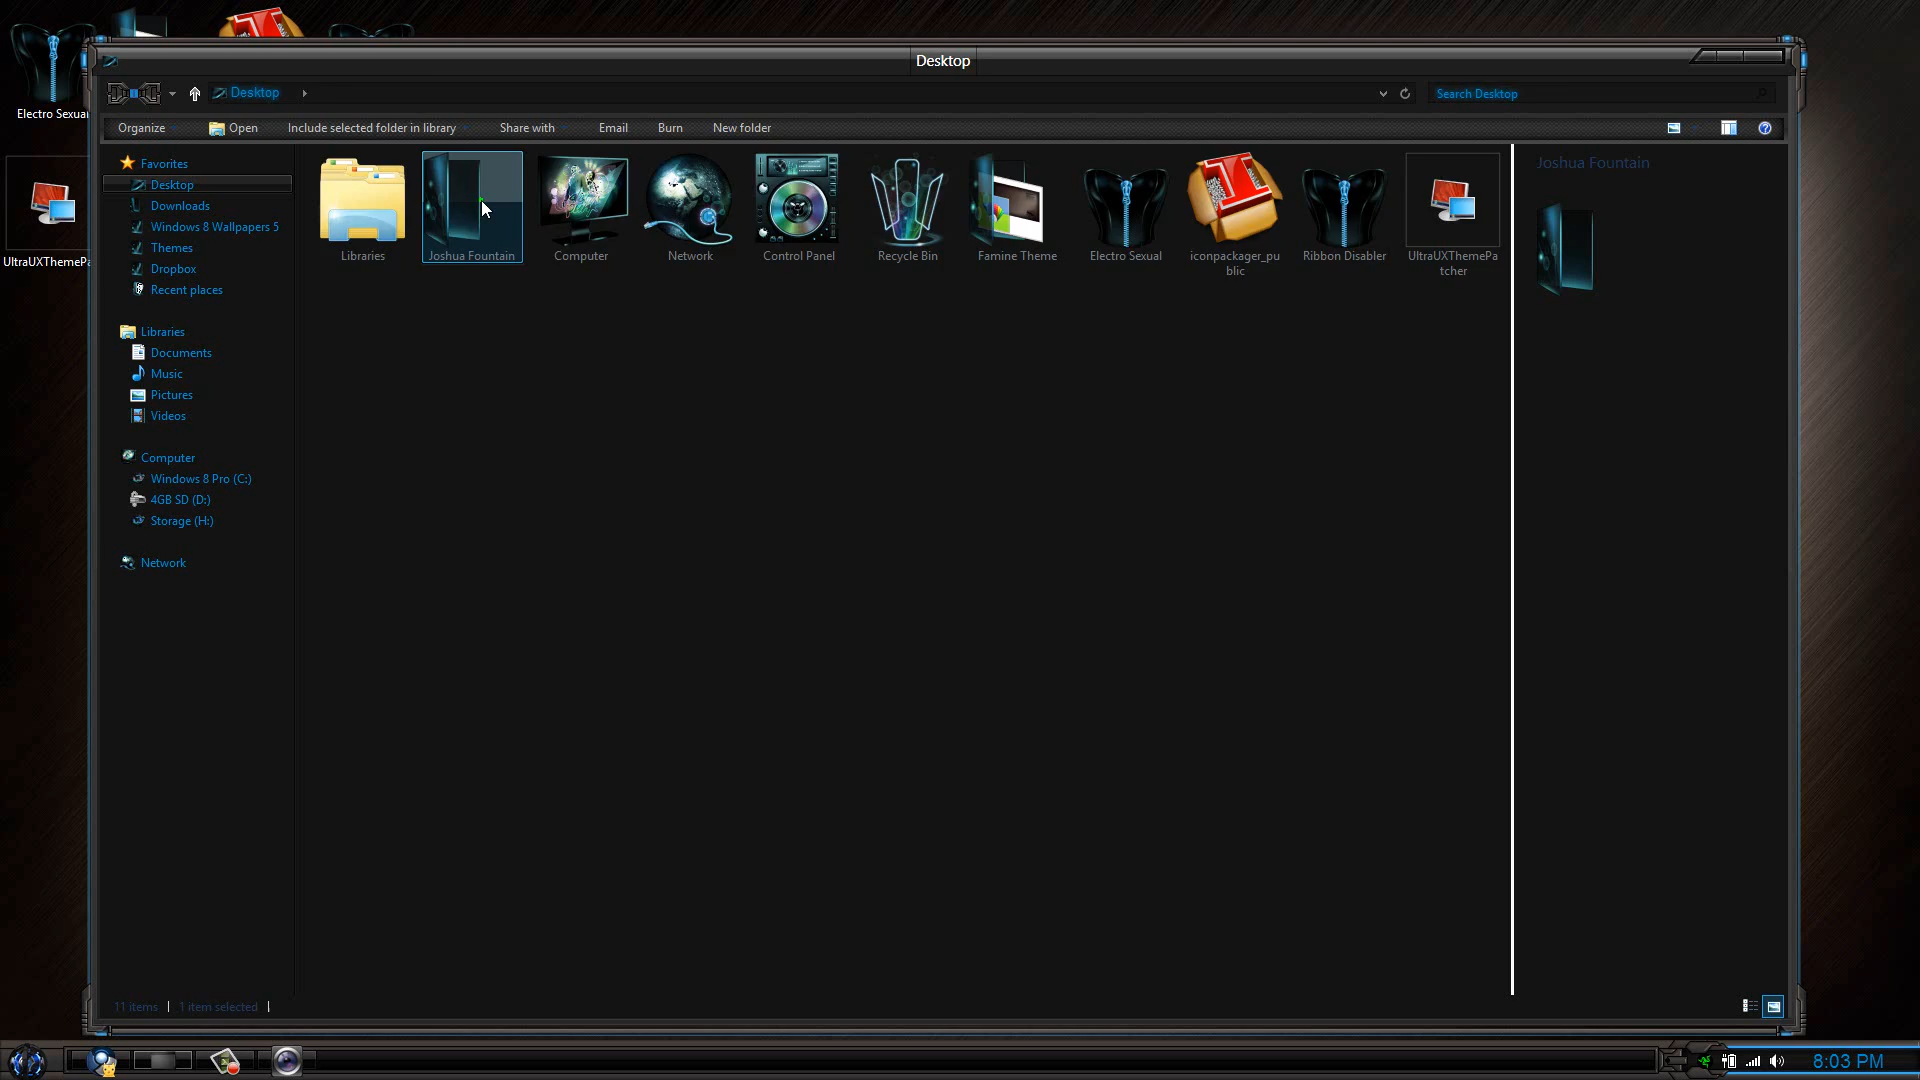 Desktop
Desktop
Search Desktop
Organize
Open
Include selected folder in library
Share with
Email
Burn
New folder
Electro Sexual
UltraUXThemePa
Favorites
Desktop
Downloads
Windows 8 Wallpapers 5
Themes
Dropbox
Recent places
Libraries
Documents
Music
Pictures
Videos
Computer
Windows 8 Pro (C:)
4GB SD (D:)
Storage (H:)
Network
Libraries
Joshua Fountain
Computer
Network
Control Panel
Recycle Bin
Famine Theme
Electro Sexual
iconpackager_pu
blic
Ribbon Disabler
UltraUXThemePa
tcher
Joshua Fountain
11 items
1 item selected
8:03 PM